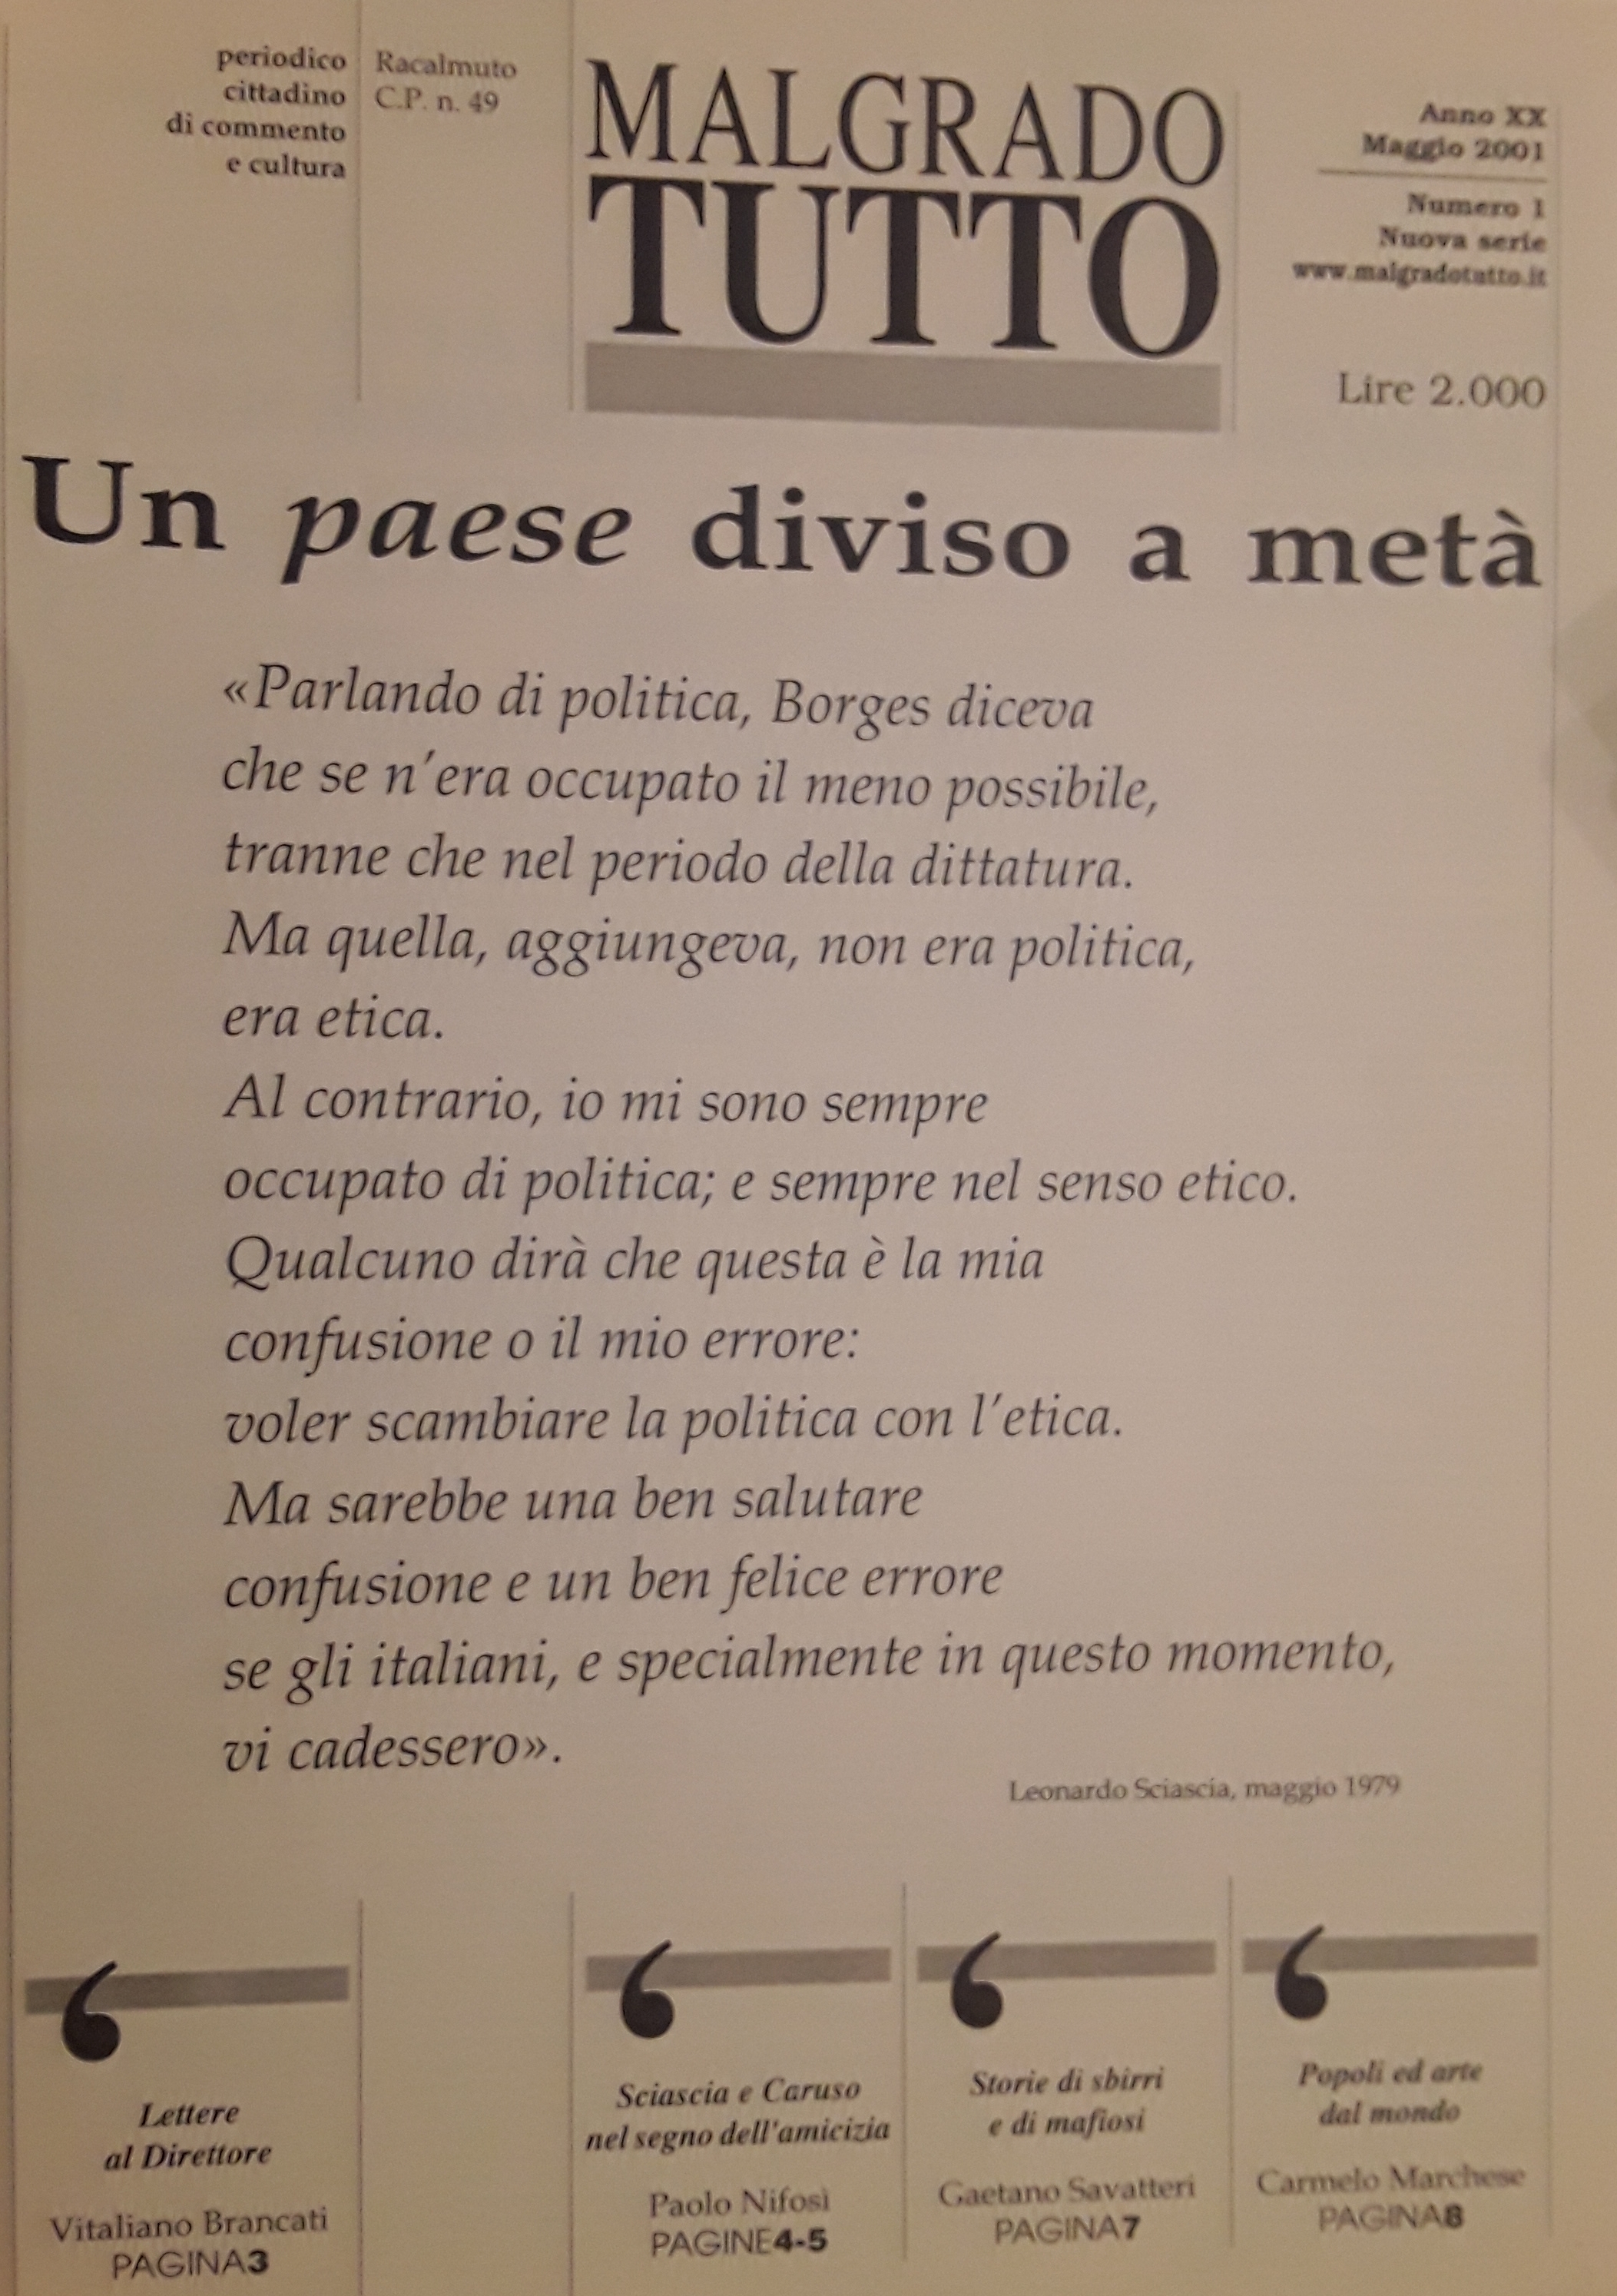 periodico
cittadino
di commento
e cultura
Racalmuto
C.P. n. 49
MALGRADO
TUTTO
Anno XX
Maggio 2001
Numero 1
Nuova serie
www.malgradotutto.it
Lire 2.000
Un paese diviso a metà
«Parlando di politica, Borges diceva
che se n'era occupato il meno possibile,
tranne che nel periodo della dittatura.
Ma quella, aggiungeva, non era politica,
era etica.
Al contrario, io mi sono sempre
occupato di politica; e sempre nel senso etico.
Qualcuno dirà che questa è la mia
confusione o il mio errore:
voler scambiare la politica con l'etica.
Ma sarebbe una ben salutare
confusione e un ben felice errore
se gli italiani, e specialmente in questo momento,
vi cadessero».
Leonardo Sciascia, maggio 1979
Lettere
al Direttore
Vitaliano Brancati
PAGINA3
Sciascia e Caruso
nel segno dell'amicizia
Paolo Nifosì
PAGINE4-5
Storie di sbirri
e di mafiosi
Gaetano Savatteri
PAGINA7
Popoli ed arte
dal mondo
Carmelo Marchese
PAGINA8